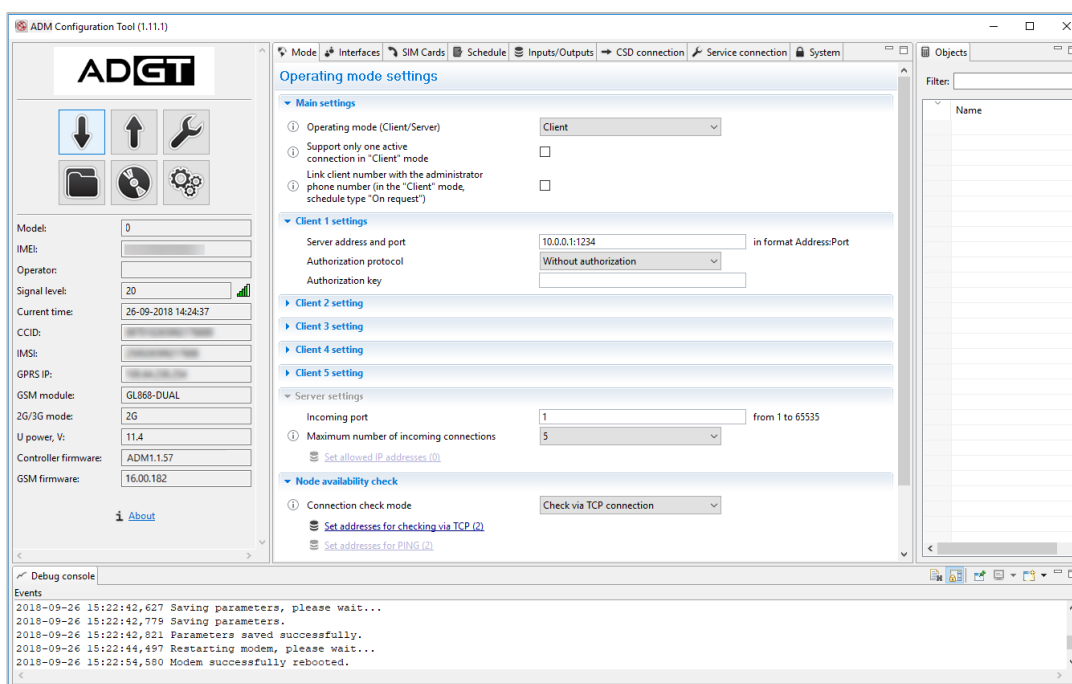 ADM Configuration Tool (1.11.1)
ADGT
Model: 0
IMEI:
Operator:
Signal level: 20
Current time: 26-09-2018 14:24:37
CCID:
IMSI:
GPRS IP:
GSM module: GL868-DUAL
2G/3G mode: 2G
U power, V: 11.4
Controller firmware: ADM1.1.57
GSM firmware: 16.00.182
i About
Mode Interfaces SIM Cards Schedule Inputs/Outputs CSD connection Service connection System
Operating mode settings
Main settings
Operating mode (Client/Server) Client
Support only one active
connection in "Client" mode
Link client number with the administrator
phone number (in the "Client" mode,
schedule type "On request")
Client 1 settings
Server address and port 10.0.0.1:1234 in format Address:Port
Authorization protocol Without authorization
Authorization key
Client 2 setting
Client 3 setting
Client 4 setting
Client 5 setting
Server settings
Incoming port 1 from 1 to 65535
Maximum number of incoming connections 5
Set allowed IP addresses (0)
Node availability check
Connection check mode Check via TCP connection
Set addresses for checking via TCP (2)
Set addresses for PING (2)
Objects
Filter:
Name
Debug console
Events
2018-09-26 15:22:42,627 Saving parameters, please wait...
2018-09-26 15:22:42,779 Saving parameters.
2018-09-26 15:22:42,821 Parameters saved successfully.
2018-09-26 15:22:44,497 Restarting modem, please wait...
2018-09-26 15:22:54,580 Modem successfully rebooted.